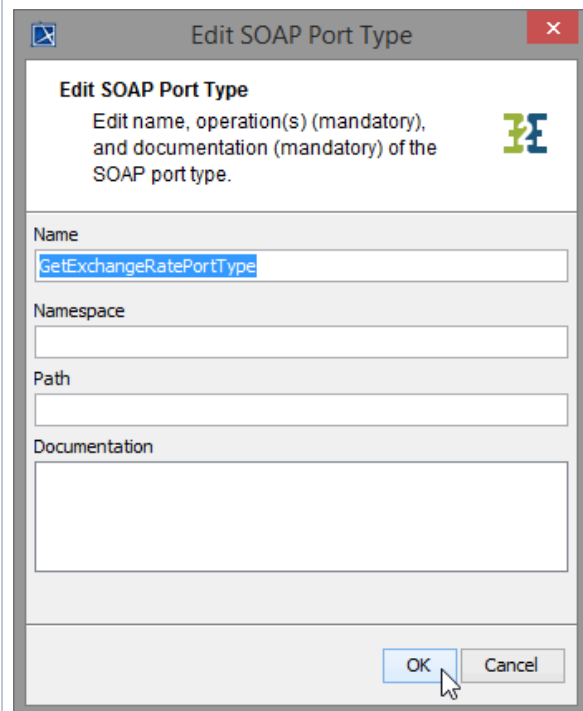 Edit SOAP Port Type
Edit SOAP Port Type
Edit name, operation(s) (mandatory),
and documentation (mandatory) of the
SOAP port type.
E2E
Name
GetExchangeRatePortType
Namespace
Path
Documentation
OK
Cancel